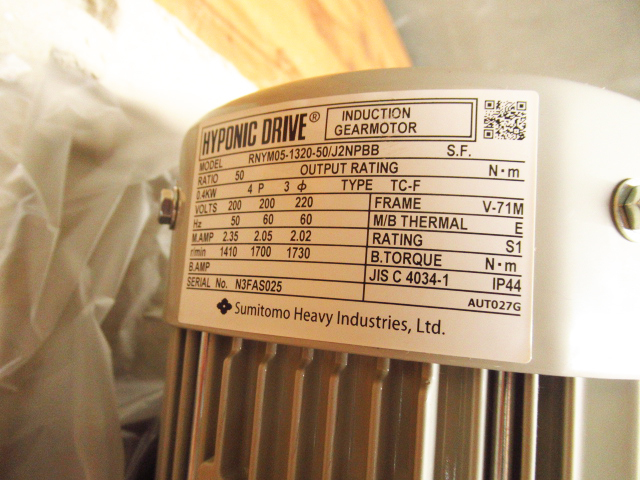 HYPONIC DRIVE® INDUCTION GEARMOTOR
MODEL RNYM05-1320-50/J2NPBB S.F.
RATIO 50 OUTPUT RATING N·m
0.4KW 4 P 3 φ TYPE TC-F
VOLTS 200 200 220 FRAME V-71M
Hz 50 60 60 M/B THERMAL E
M.AMP 2.35 2.05 2.02 RATING S1
r/min 1410 1700 1730 B.TORQUE N·m
B.AMP JIS C 4034-1 IP44
SERIAL No. N3FAS025 AUT027G
Sumitomo Heavy Industries, Ltd.